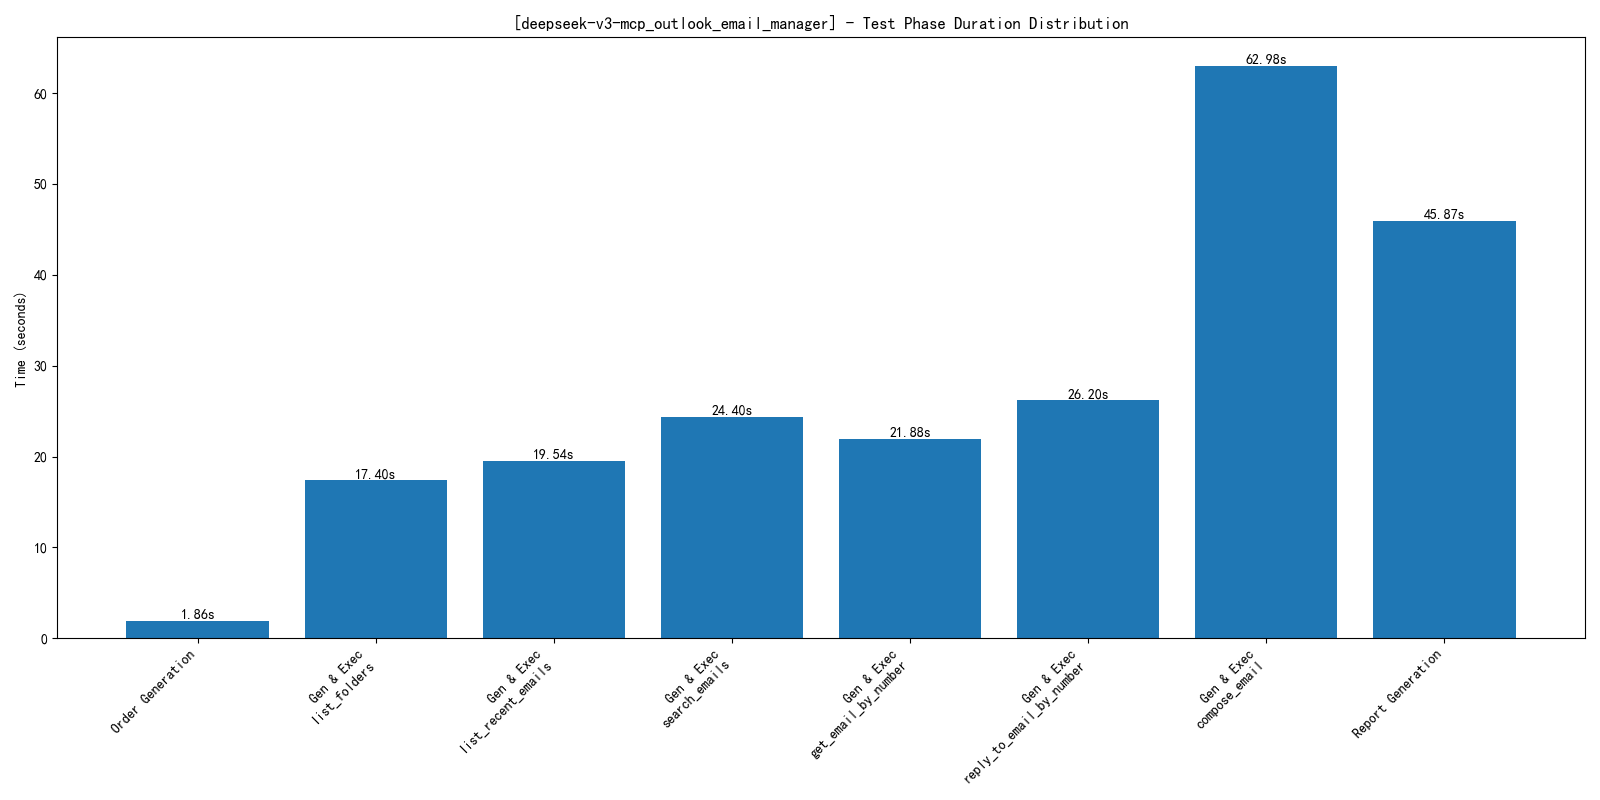 [deepseek-v3-mcp_outlook_email_manager] - Test Phase Duration Distribution
Time (seconds)
60
50
40
30
20
10
0
1.86s
17.40s
19.54s
24.40s
21.88s
26.20s
62.98s
45.87s
Order Generation
Gen & Exec
list_folders
Gen & Exec
list_recent_emails
Gen & Exec
search_emails
Gen & Exec
get_email_by_number
Gen & Exec
reply_to_email_by_number
Gen & Exec
compose_email
Report Generation